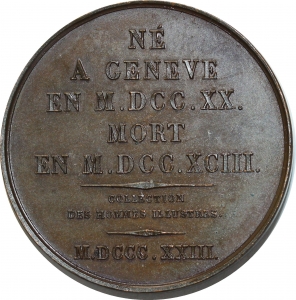 NÉ
A GENEVE
EN M.DCC.XX.
MORT
EN M.DCC.XCIII.
COLLECTION
DES HOMMES ILLUSTRES.
M.DCCC.XXIII.